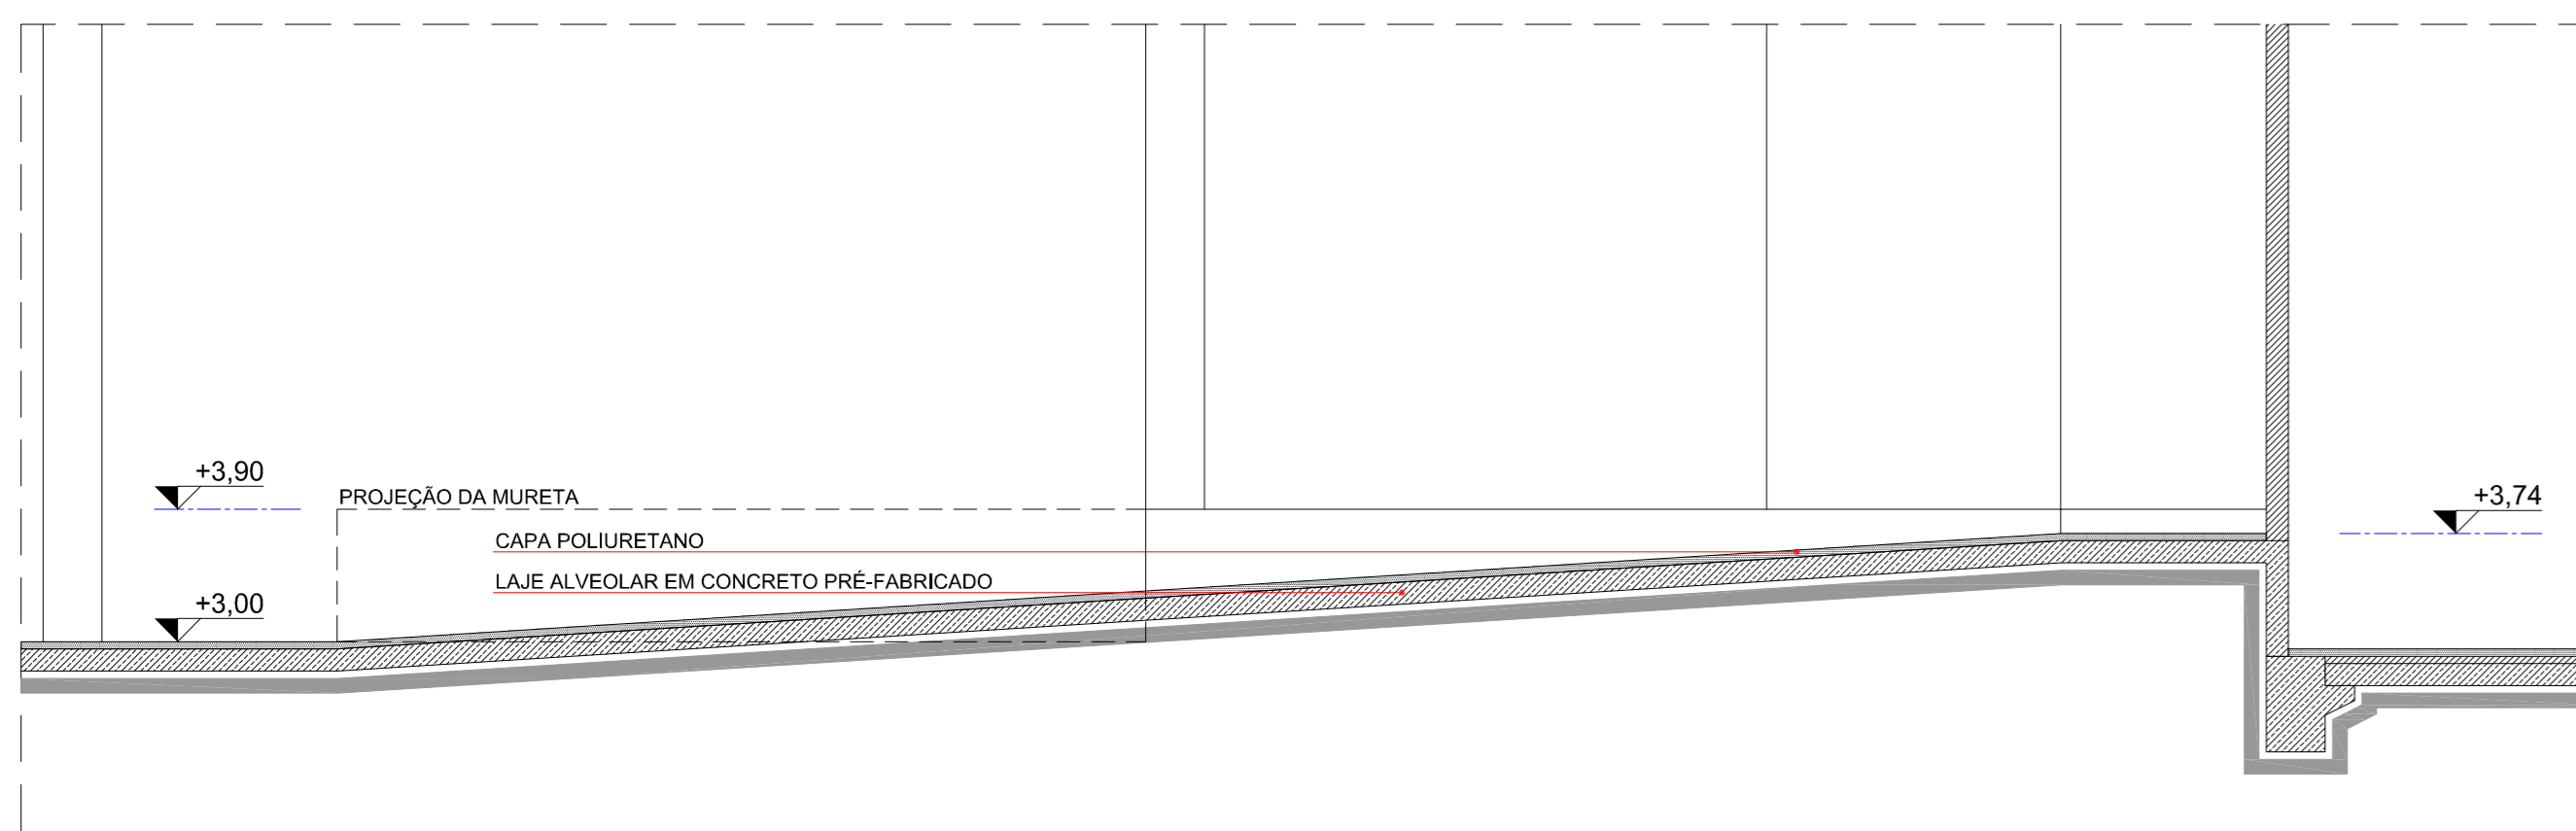 +3,90
PROJEÇÃO DA MURETA
+3,74
CAPA POLIURETANO
LAJE ALVEOLAR EM CONCRETO PRÉ-FABRICADO
+3,00